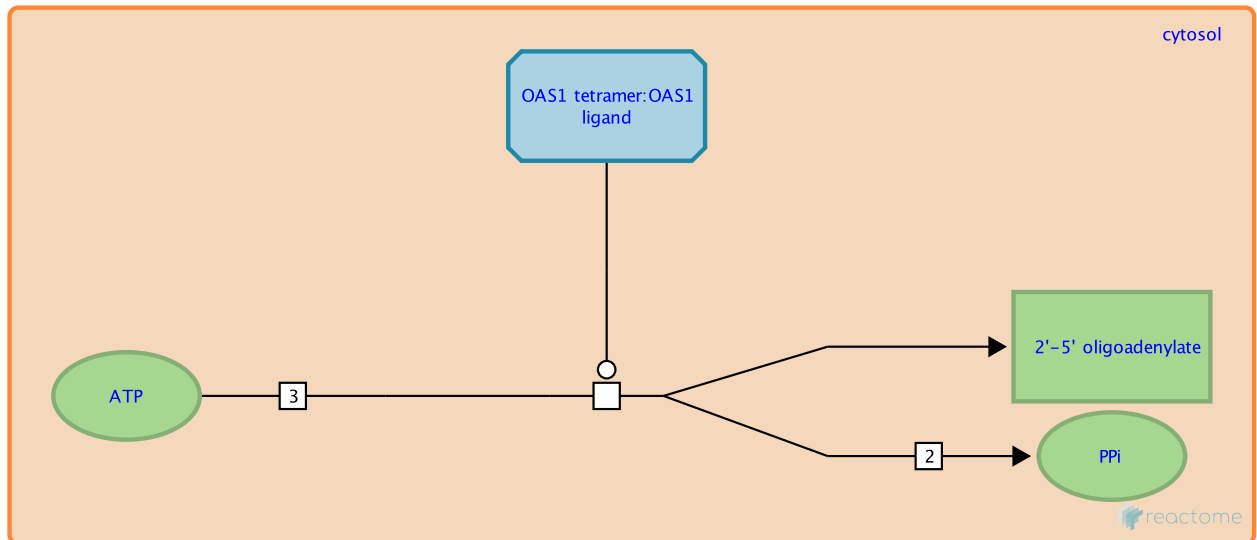 cytosol
OAS1 tetramer:OAS1
ligand
2'-5' oligoadenylate
ATP
3
2
PPi
reactome